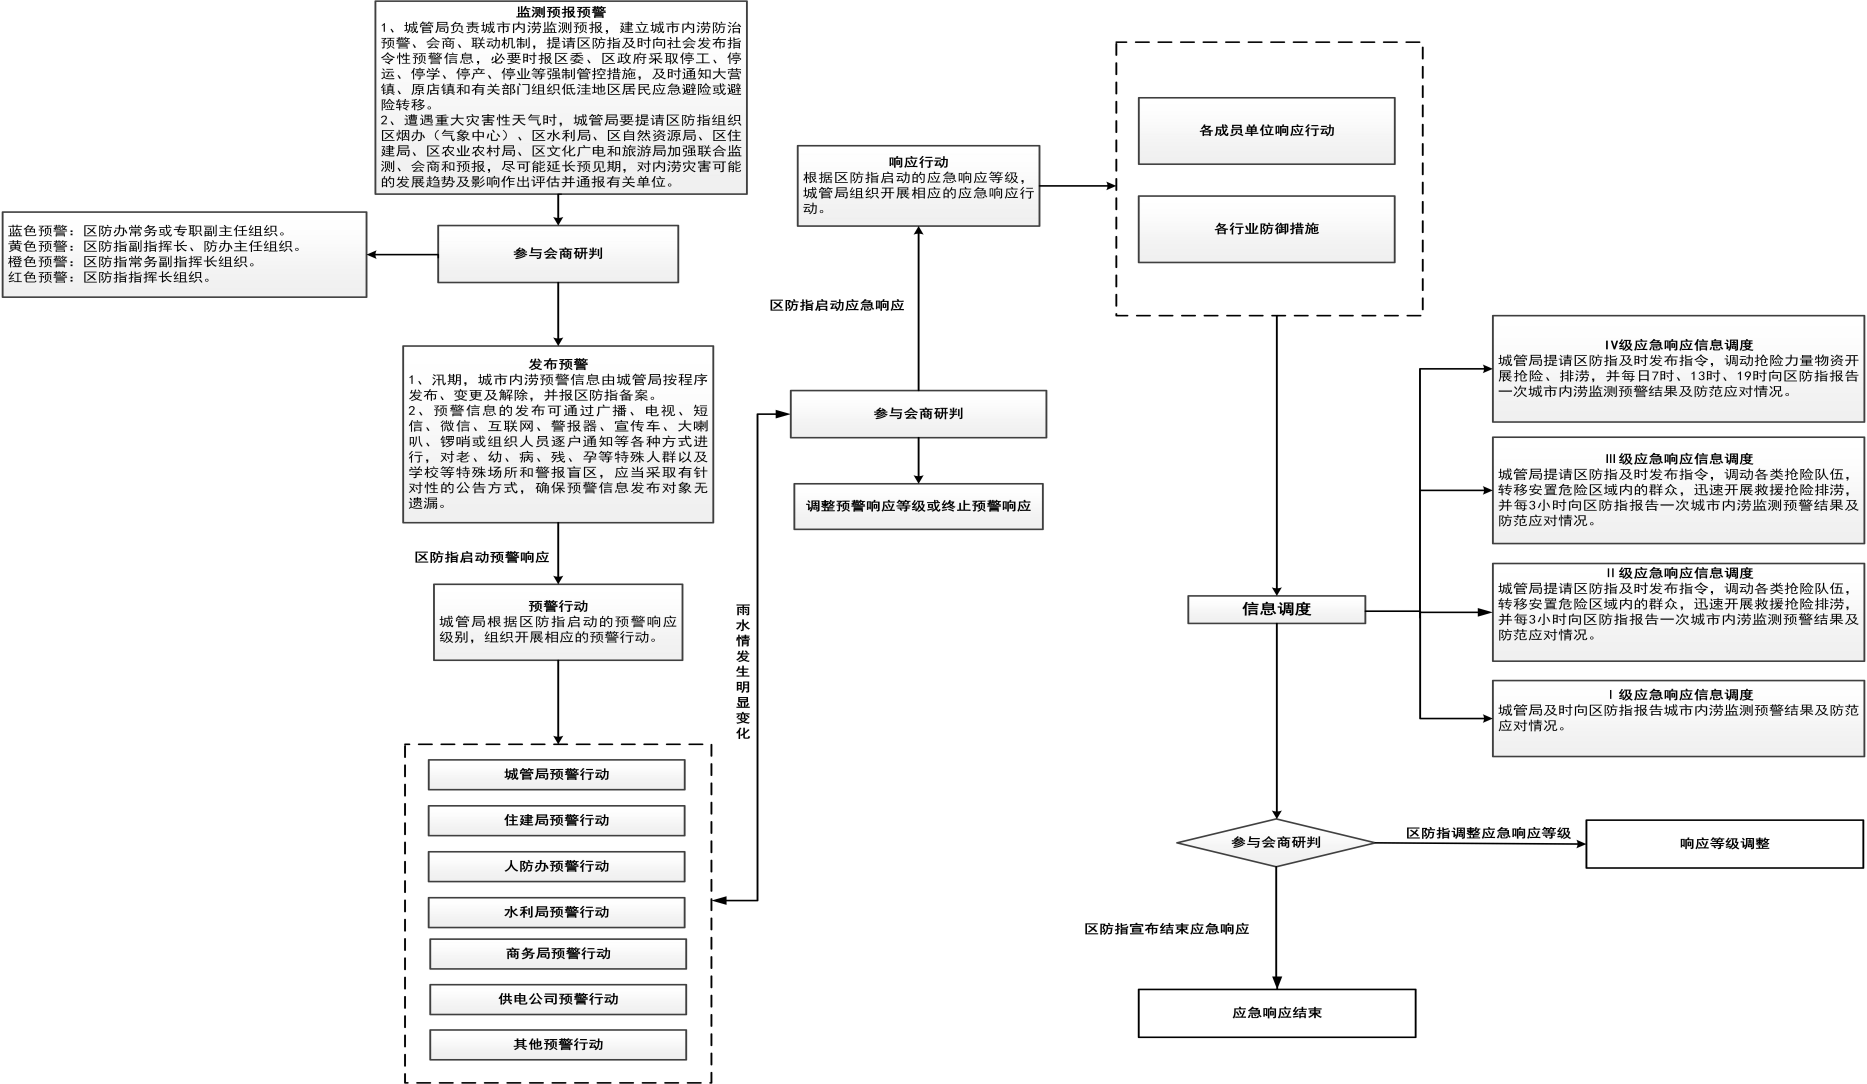 监测预报预警
1、城管局负责城市内涝监测预报，建立城市内涝防治
预警、会商、联动机制，提请区防指及时向社会发布指
令性预警信息，必要时报区委、区政府采取停工、停
运、停学、停产、停业等强制管控措施，及时通知大营
镇、原店镇和有关部门组织低洼地区居民应急避险或避
险转移。
2、遭遇重大灾害性天气时，城管局要提请区防指组织
区烟办（气象中心）、区水利局、区自然资源局、区住
建局、区农业农村局、区文化广电和旅游局加强联合监
测、会商和预报，尽可能延长预见期，对内涝灾害可能
的发展趋势及影响作出评估并通报有关单位。
蓝色预警：区防办常务或专职副主任组织。
黄色预警：区防指副指挥长、防办主任组织。
橙色预警：区防指常务副指挥长组织。
红色预警：区防指指挥长组织。
参与会商研判
发布预警
1、汛期，城市内涝预警信息由城管局按程序
发布、变更及解除，并报区防指备案。
2、预警信息的发布可通过广播、电视、短
信、微信、互联网、警报器、宣传车、大喇
叭、锣哨或组织人员逐户通知等各种方式进
行，对老、幼、病、残、孕等特殊人群以及
学校等特殊场所和警报盲区，应当采取有针
对性的公告方式，确保预警信息发布对象无
遗漏。
区防指启动预警响应
预警行动
城管局根据区防指启动的预警响应
级别，组织开展相应的预警行动。
城管局预警行动
住建局预警行动
人防办预警行动
水利局预警行动
商务局预警行动
供电公司预警行动
其他预警行动
雨
水
情
发
生
明
显
变
化
响应行动
根据区防指启动的应急响应等级，
城管局组织开展相应的应急响应行
动。
区防指启动应急响应
参与会商研判
调整预警响应等级或终止预警响应
各成员单位响应行动
各行业防御措施
信息调度
IV级应急响应信息调度
城管局提请区防指及时发布指令，调动抢险力量物资开
展抢险、排涝，并每日7时、13时、19时向区防指报告
一次城市内涝监测预警结果及防范应对情况。
III级应急响应信息调度
城管局提请区防指及时发布指令，调动各类抢险队伍，
转移安置危险区域内的群众，迅速开展救援抢险排涝，
并每3小时向区防指报告一次城市内涝监测预警结果及
防范应对情况。
II级应急响应信息调度
城管局提请区防指及时发布指令，调动各类抢险队伍，
转移安置危险区域内的群众，迅速开展救援抢险排涝，
并每3小时向区防指报告一次城市内涝监测预警结果及
防范应对情况。
I 级应急响应信息调度
城管局及时向区防指报告城市内涝监测预警结果及防范
应对情况。
参与会商研判
区防指调整应急响应等级
响应等级调整
区防指宣布结束应急响应
应急响应结束